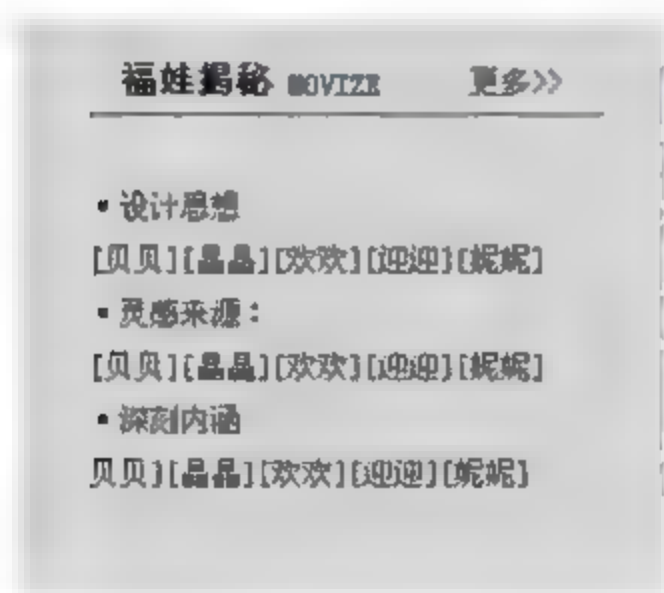 福娃揭秘 MOVIZE 更多>>
▪ 设计思想
[贝贝][晶晶][欢欢][迎迎][妮妮]
▪ 灵感来源：
[贝贝][晶晶][欢欢][迎迎][妮妮]
▪ 深刻内涵
贝贝][晶晶][欢欢][迎迎][妮妮]